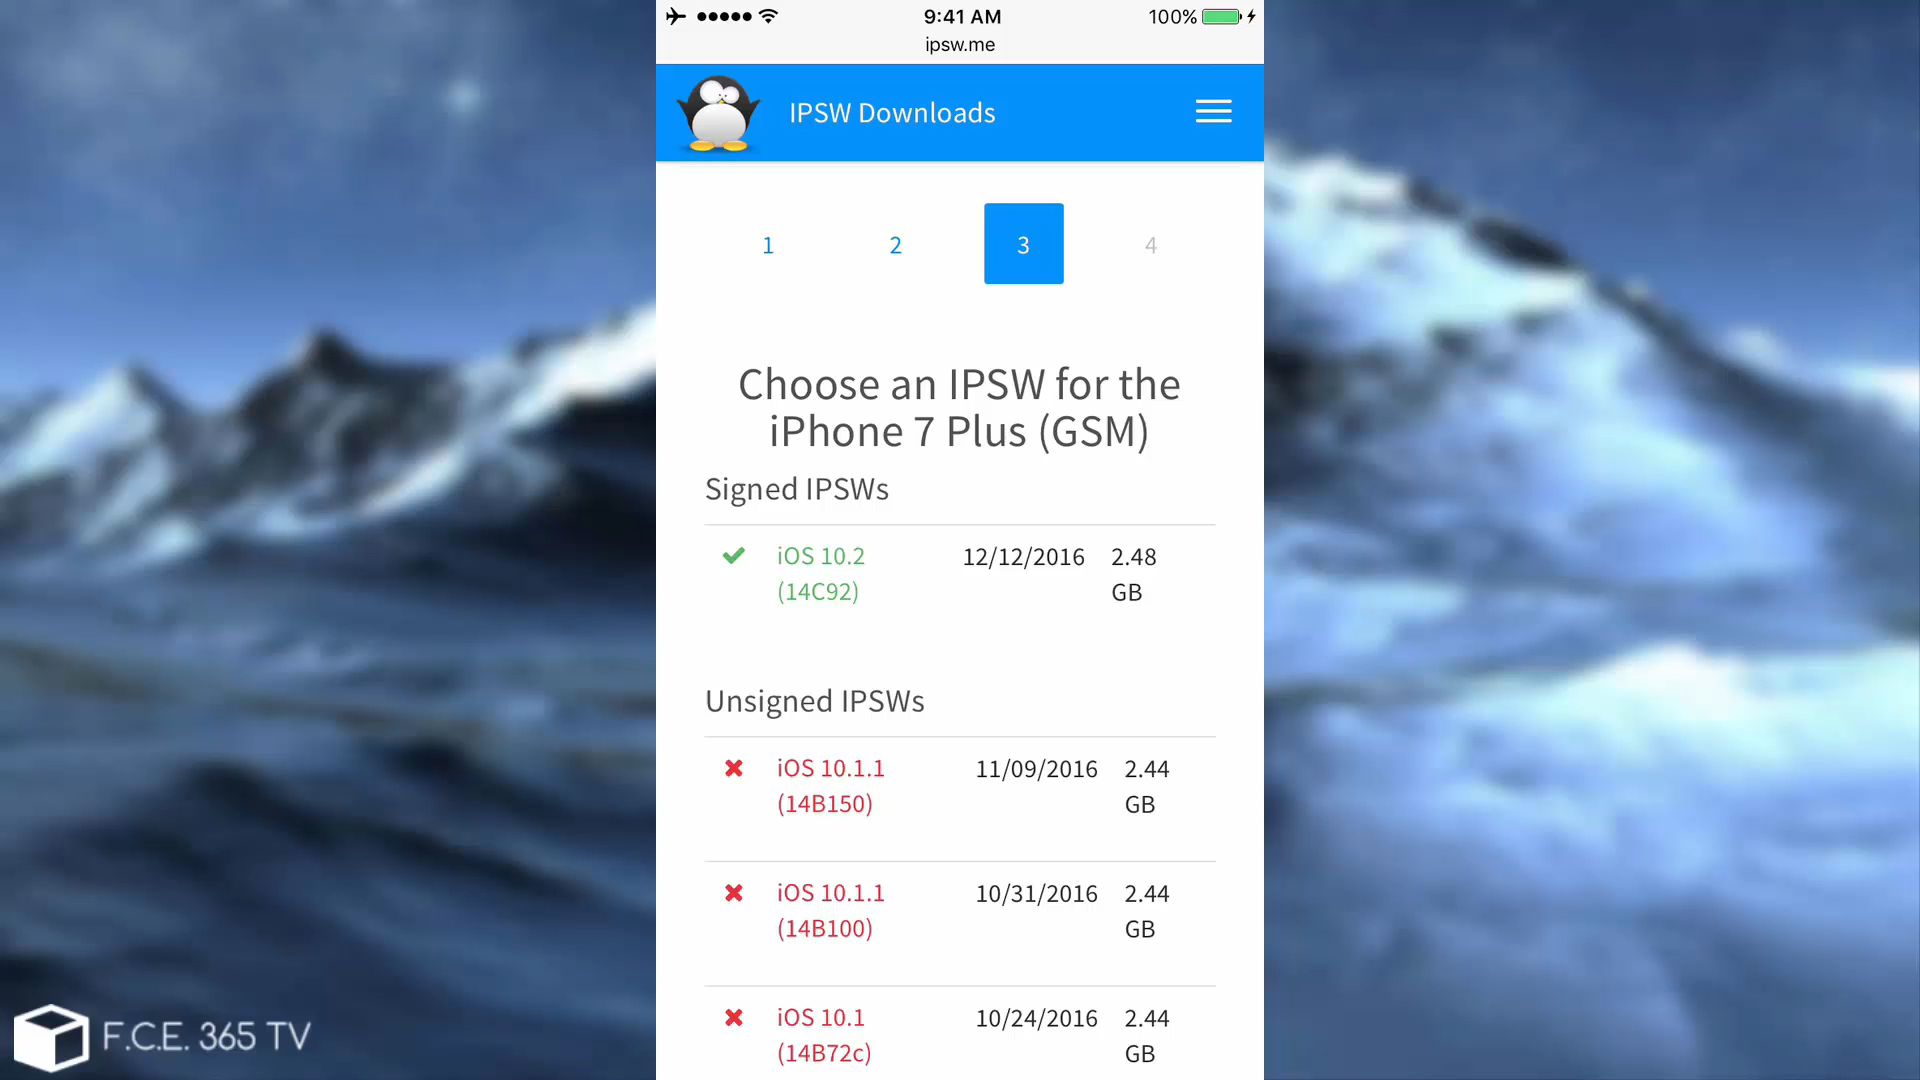 9:41 AM
100%
ipsw.me
IPSW Downloads
1 2 3 4
Choose an IPSW for the
iPhone 7 Plus (GSM)
Signed IPSWs
iOS 10.2 12/12/2016 2.48
(14C92) GB
Unsigned IPSWs
iOS 10.1.1 11/09/2016 2.44
(14B150) GB
iOS 10.1.1 10/31/2016 2.44
(14B100) GB
iOS 10.1 10/24/2016 2.44
(14B72c) GB
F.C.E. 365 TV